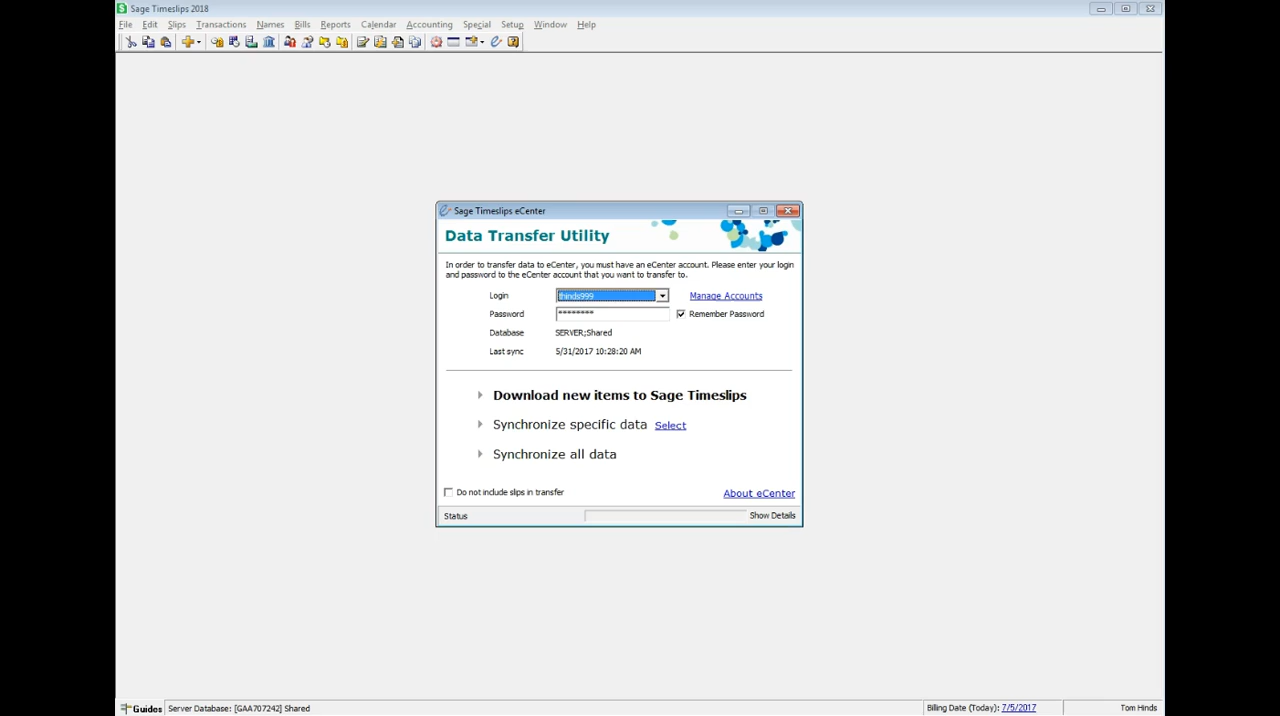 Sage Timeslips 2018
File Edit Slips Transactions Names Bills Reports Calendar Accounting Special Setup Window Help
Sage Timeslips eCenter
Data Transfer Utility
In order to transfer data to eCenter, you must have an eCenter account. Please enter your login
and password to the eCenter account that you want to transfer to.
Login thinds999 Manage Accounts
Password ******** Remember Password
Database SERVER;Shared
Last sync 5/31/2017 10:28:20 AM
Download new items to Sage Timeslips
Synchronize specific data Select
Synchronize all data
Do not include slips in transfer About eCenter
Status Show Details
Guides Server Database: [GAA707242] Shared Billing Date (Today): 7/5/2017 Tom Hinds